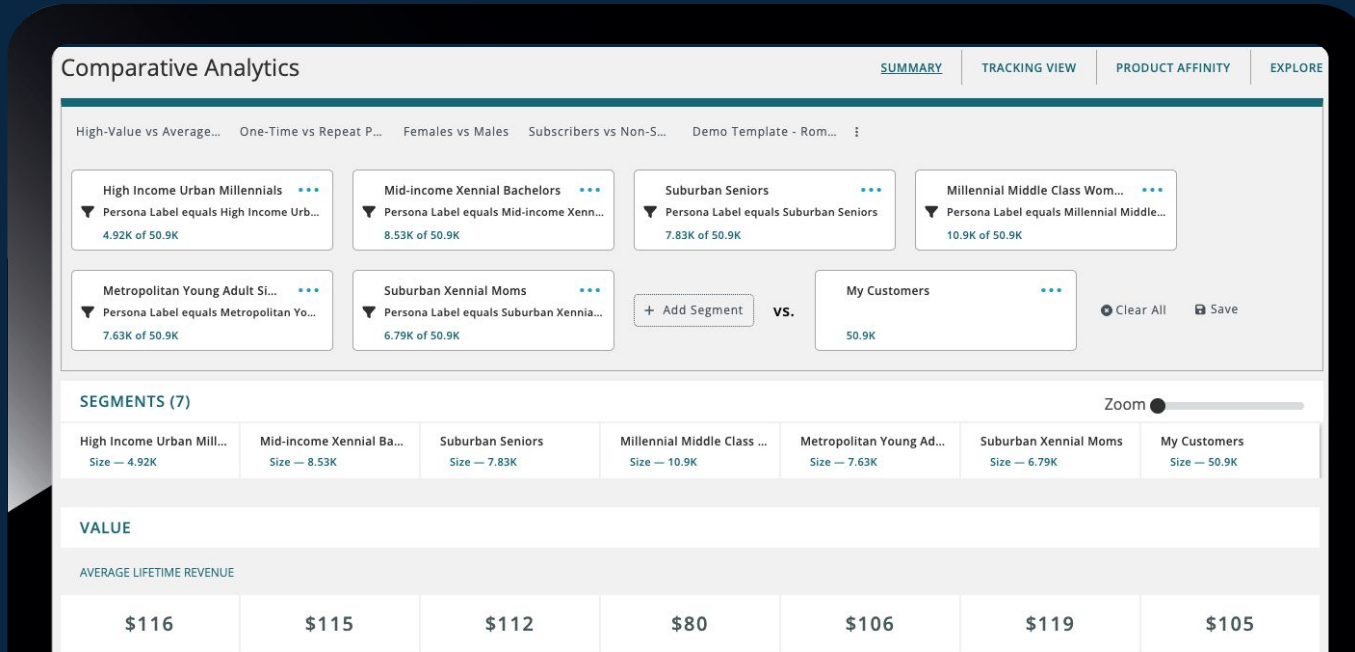 Comparative Analytics
SUMMARY
TRACKING VIEW
PRODUCT AFFINITY
EXPLORE
High-Value vs Average...
One-Time vs Repeat P...
Females vs Males
Subscribers vs Non-S...
Demo Template - Rom...
High Income Urban Millennials
Persona Label equals High Income Urb...
4.92K of 50.9K
Mid-income Xennial Bachelors
Persona Label equals Mid-income Xenn...
8.53K of 50.9K
Suburban Seniors
Persona Label equals Suburban Seniors
7.83K of 50.9K
Millennial Middle Class Wom...
Persona Label equals Millennial Middle...
10.9K of 50.9K
Metropolitan Young Adult Si...
Persona Label equals Metropolitan Yo...
7.63K of 50.9K
Suburban Xennial Moms
Persona Label equals Suburban Xennia...
6.79K of 50.9K
+ Add Segment
vs.
My Customers
50.9K
Clear All
Save
SEGMENTS (7)
Zoom
High Income Urban Mill...
Size — 4.92K
Mid-income Xennial Ba...
Size — 8.53K
Suburban Seniors
Size — 7.83K
Millennial Middle Class ...
Size — 10.9K
Metropolitan Young Ad...
Size — 7.63K
Suburban Xennial Moms
Size — 6.79K
My Customers
Size — 50.9K
VALUE
AVERAGE LIFETIME REVENUE
$116
$115
$112
$80
$106
$119
$105